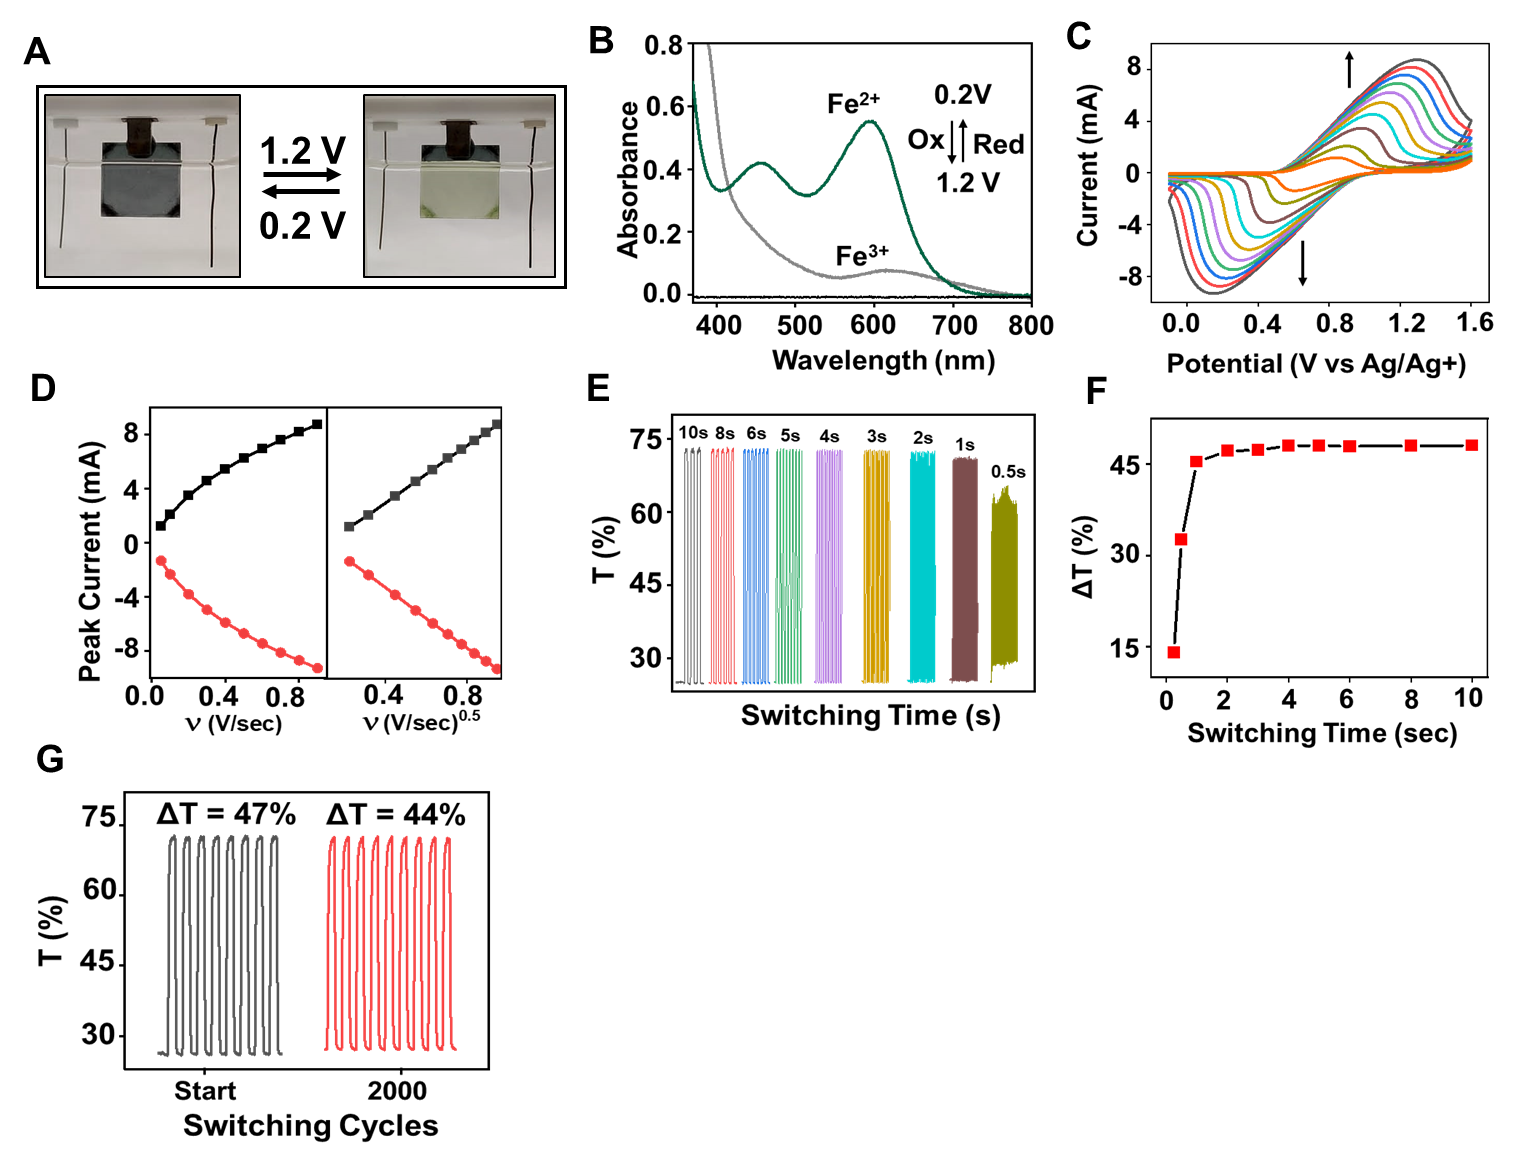 A
1.2 V
0.2 V
B
0.8
0.6
0.4
0.2
0.0
Absorbance
Fe2+
Fe3+
0.2V
Ox
Red
1.2 V
400
500
600
700
800
Wavelength (nm)
C
8
4
0
-4
-8
Current (mA)
0.0
0.4
0.8
1.2
1.6
Potential (V vs Ag/Ag+)
D
8
4
0
-4
-8
Peak Current (mA)
0.0
0.4
0.8
0.4
0.8
ν (V/sec)
ν (V/sec)0.5
E
75
60
45
30
T (%)
10s
8s
6s
5s
4s
3s
2s
1s
0.5s
Switching Time (s)
F
45
30
15
ΔT (%)
0
2
4
6
8
10
Switching Time (sec)
G
75
60
45
30
T (%)
ΔT = 47%
ΔT = 44%
Start
2000
Switching Cycles